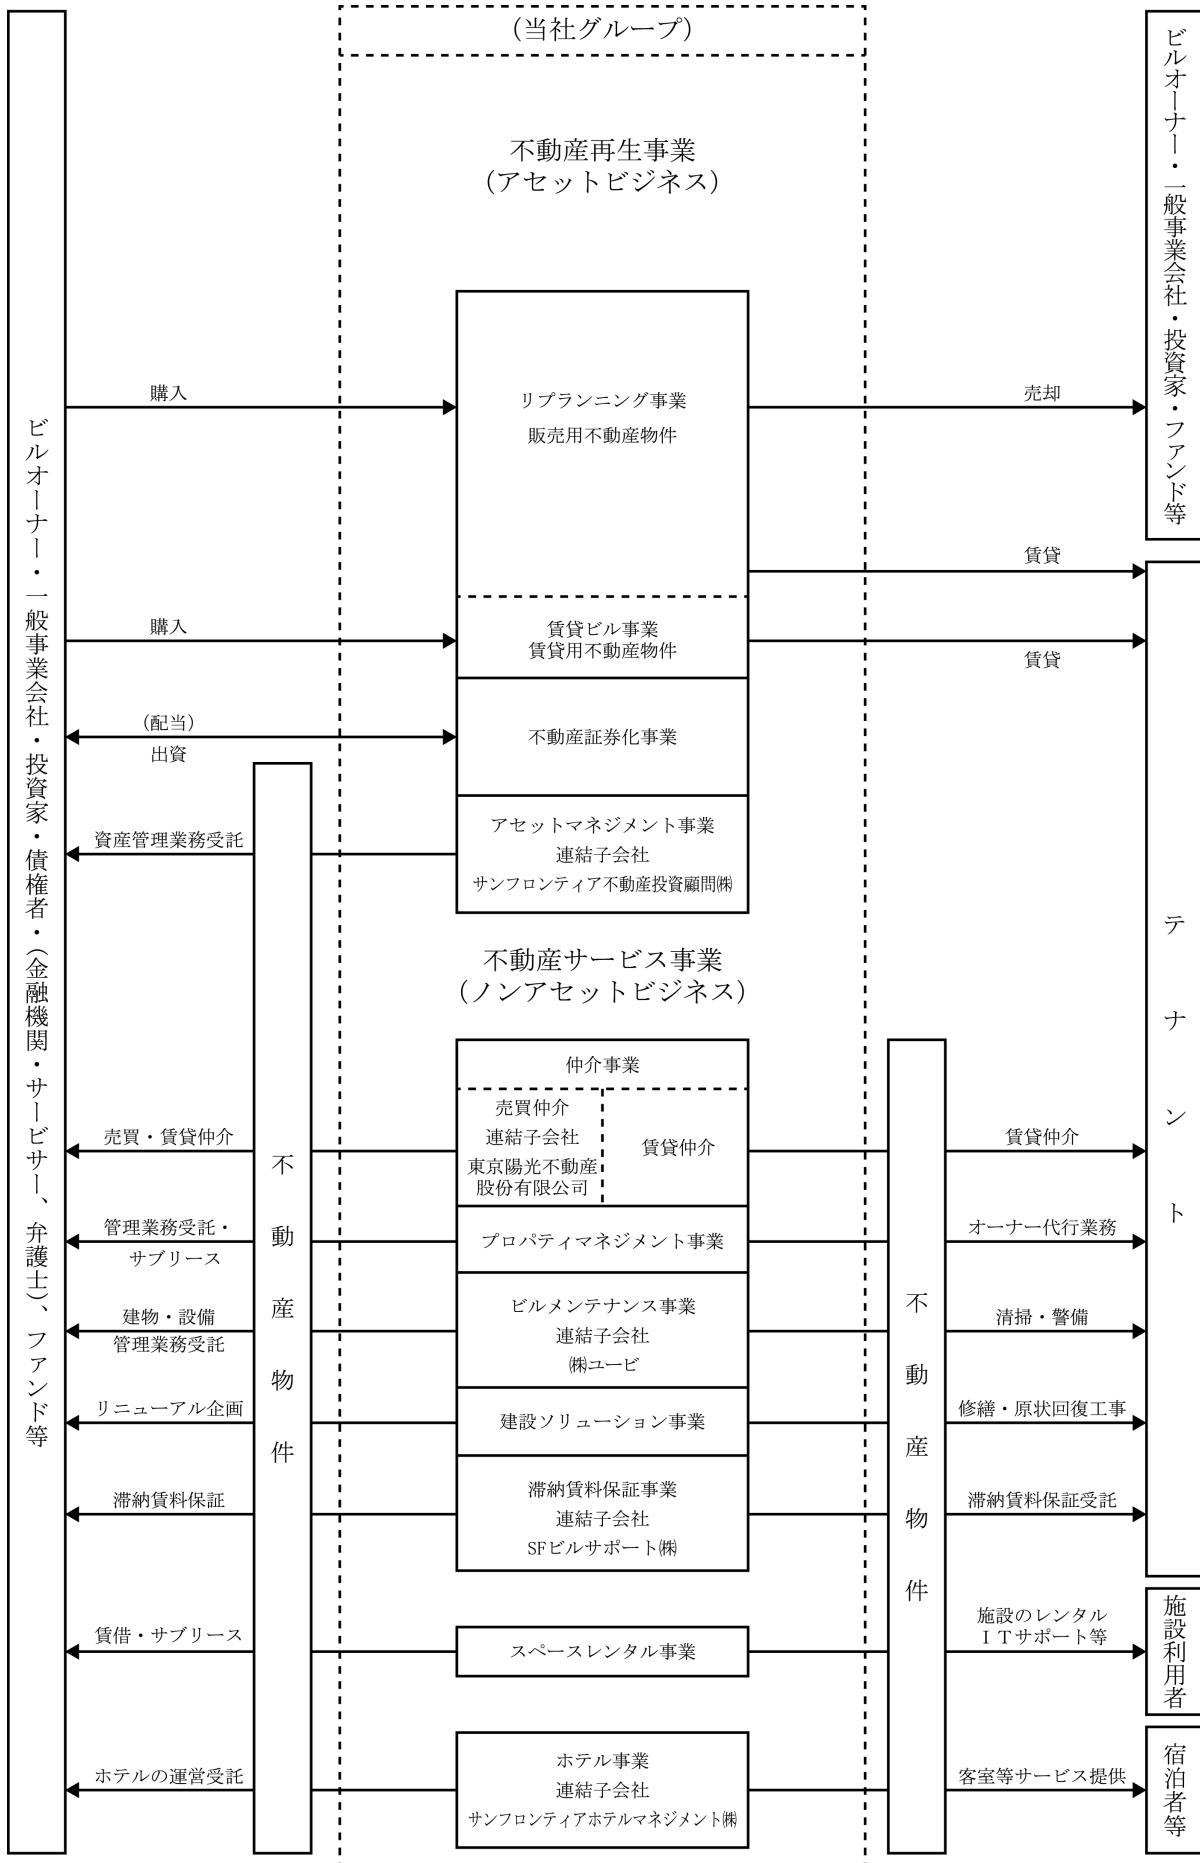 （当社グループ）
不動産再生事業
（アセットビジネス）
ビルオーナー・一般事業会社・投資家・債権者・（金融機関・サービサー、弁護士）、ファンド等
ビルオーナー・一般事業会社・投資家・ファンド等
購入
リプランニング事業
販売用不動産物件
売却
賃貸
購入
賃貸ビル事業
賃貸用不動産物件
賃貸
（配当）
出資
不動産証券化事業
資産管理業務受託
アセットマネジメント事業
連結子会社
サンフロンティア不動産投資顧問㈱
テナント
不動産サービス事業
（ノンアセットビジネス）
不動産物件
不動産物件
仲介事業
売買・賃貸仲介
売買仲介
連結子会社
東京陽光不動産
股份有限公司
賃貸仲介
賃貸仲介
管理業務受託・
サブリース
プロパティマネジメント事業
オーナー代行業務
建物・設備
管理業務受託
ビルメンテナンス事業
連結子会社
㈱ユービ
清掃・警備
リニューアル企画
建設ソリューション事業
修繕・原状回復工事
滞納賃料保証
滞納賃料保証事業
連結子会社
SFビルサポート㈱
滞納賃料保証受託
賃借・サブリース
スペースレンタル事業
施設のレンタル
ＩＴサポート等
施設利用者
ホテルの運営受託
ホテル事業
連結子会社
サンフロンティアホテルマネジメント㈱
客室等サービス提供
宿泊者等